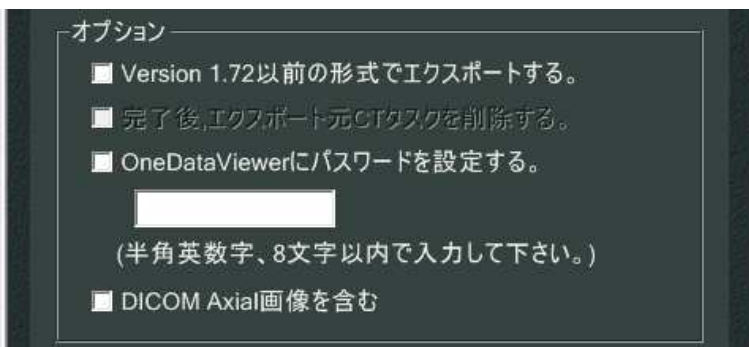 オプション
Version 1.72以前の形式でエクスポートする。
完了後,エクスポート元CTタスクを削除する。
OneDataViewerにパスワードを設定する。
(半角英数字、8文字以内で入力して下さい。)
DICOM Axial画像を含む